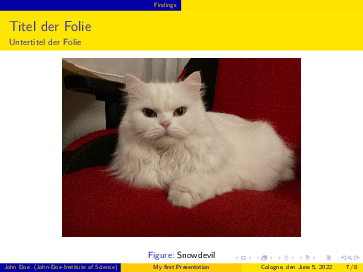 Findings
Titel der Folie
Untertitel der Folie
Figure: Snowdevil
John Doe (John-Doe-Institute of Science)
My first Presentation
Cologne, den June 5, 2022
7/8